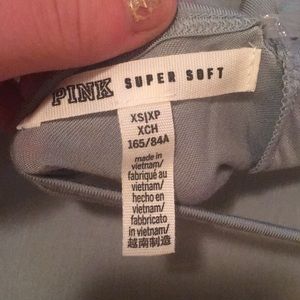 PINK SUPER SOFT
XS|XP
XCH
165/84A
made in
vietnam/
fabriqué au
vietnam/
hecho en
vietnam/
fabbricato
in vietnam/
越南制造